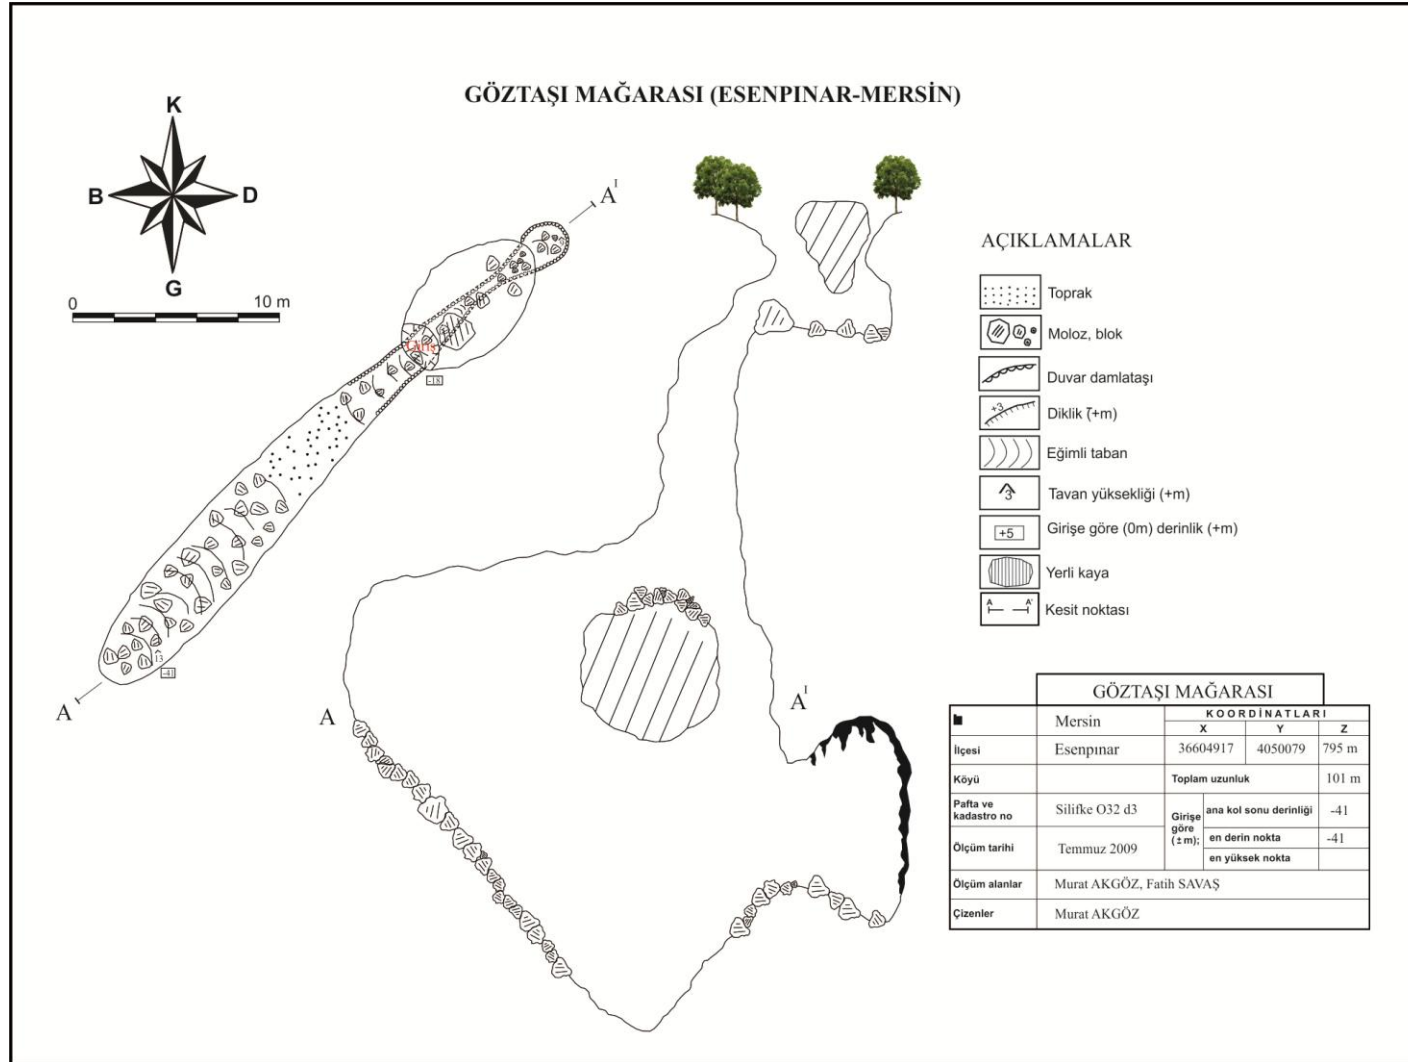 GÖZTAŞI MAĞARASI (ESENPINAR-MERSİN)
K
B D
G
0 10 m
A
A
I
Giriş
-18
13
-41
A
A
I
AÇIKLAMALAR
Toprak
Moloz, blok
Duvar damlataşı
+3 Diklik (+m)
Eğimli taban
3 Tavan yüksekliği (+m)
+5 Girişe göre (0m) derinlik (+m)
Yerli kaya
A A' Kesit noktası
GÖZTAŞI MAĞARASI
Mersin KOORDİNATLARI
X Y Z
İlçesi Esenpınar 36604917 4050079 795 m
Köyü Toplam uzunluk 101 m
Pafta ve kadastro no Silifke O32 d3 Girişe göre (±m); ana kol sonu derinliği -41
Ölçüm tarihi Temmuz 2009 en derin nokta -41
en yüksek nokta
Ölçüm alanlar Murat AKGÖZ, Fatih SAVAŞ
Çizenler Murat AKGÖZ